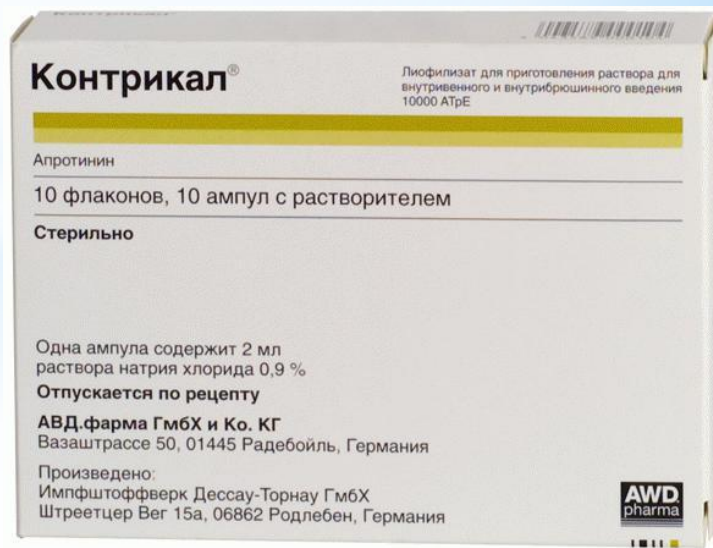 Контрикал®
Лиофилизат для приготовления раствора для
внутривенного и внутрибрюшинного введения
10000 АТрЕ
Апротинин
10 флаконов, 10 ампул с растворителем
Стерильно
Одна ампула содержит 2 мл
раствора натрия хлорида 0,9 %
Отпускается по рецепту
АВД.фарма ГмбХ и Ко. КГ
Вазаштрассе 50, 01445 Радебойль, Германия
Произведено:
Импфштоффверк Дессау-Торнау ГмбХ
Штреетцер Вег 15а, 06862 Родлебен, Германия
AWD
pharma